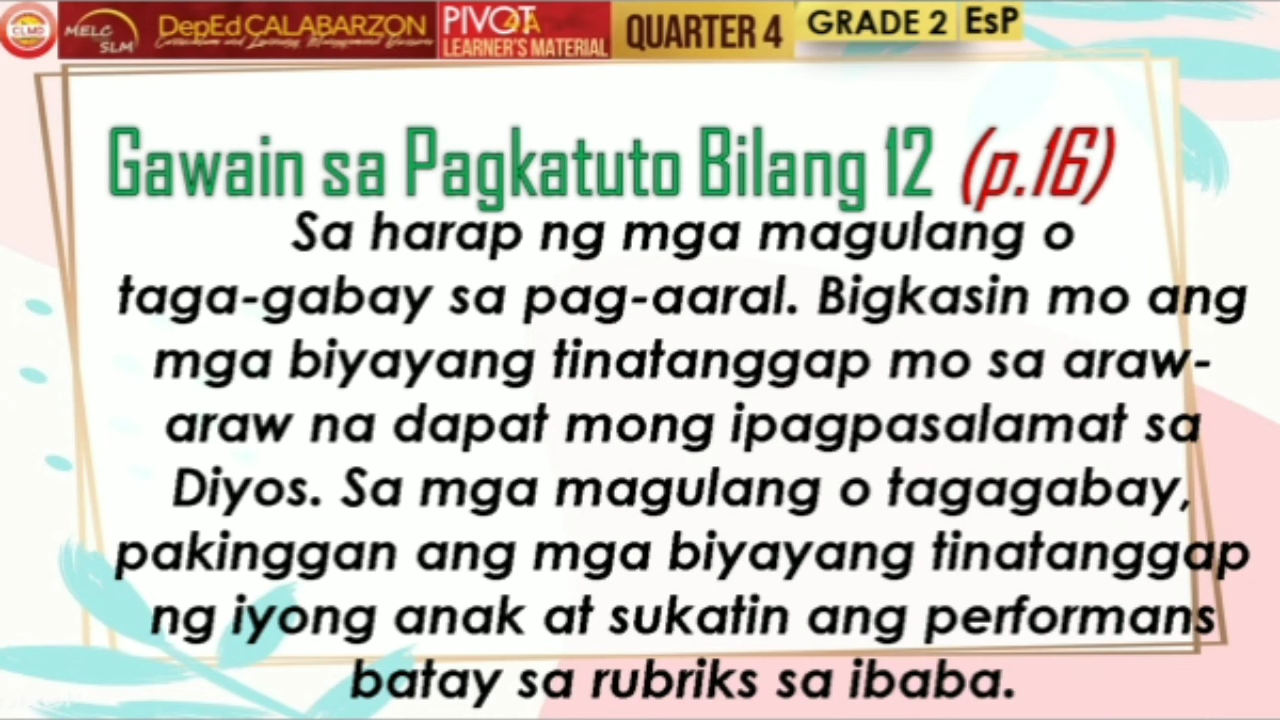 CLMD
MELC
SLM
DepEd CALABARZON
PIVOT 4A
LEARNER'S MATERIAL
QUARTER 4
GRADE 2
EsP
Gawain sa Pagkatuto Bilang 12 (p.16)
Sa harap ng mga magulang o
taga-gabay sa pag-aaral. Bigkasin mo ang
mga biyayang tinatanggap mo sa araw-
araw na dapat mong ipagpasalamat sa
Diyos. Sa mga magulang o tagagabay,
pakinggan ang mga biyayang tinatanggap
ng iyong anak at sukatin ang performans
batay sa rubriks sa ibaba.